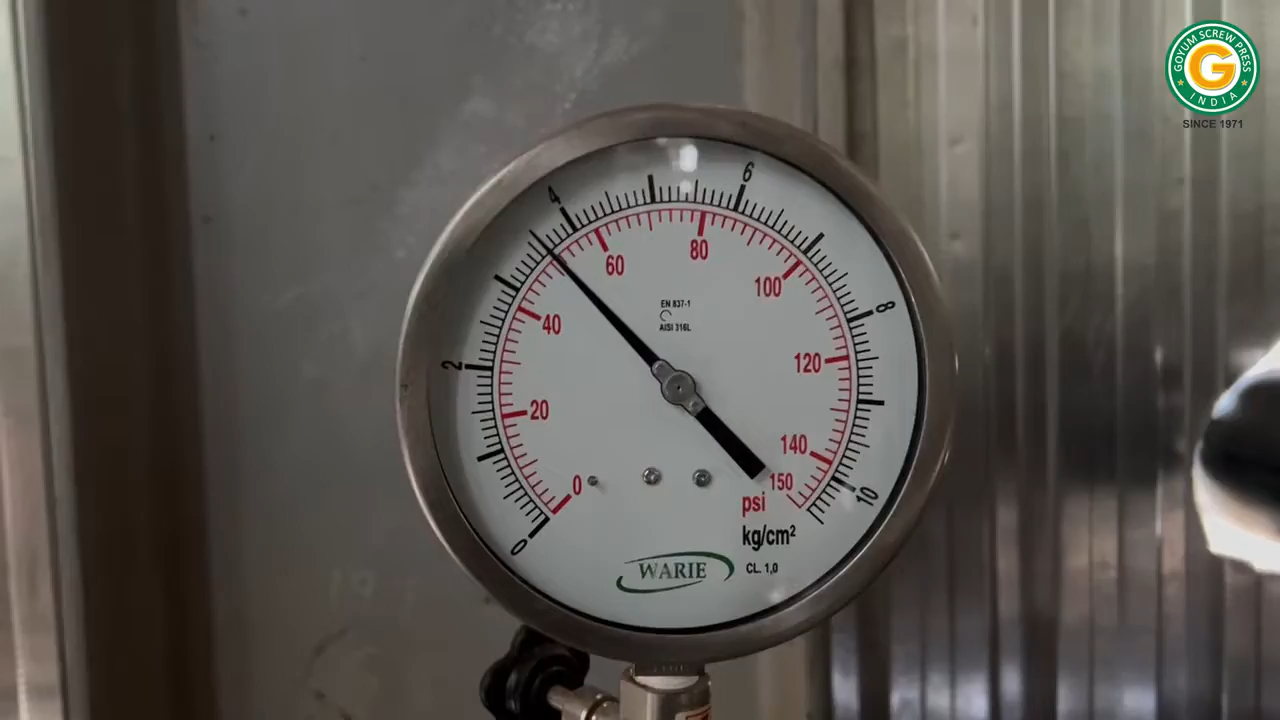 GOYUM SCREW PRESS
G
★ INDIA ★
SINCE 1971
0
2
4
6
8
10
0
20
40
60
80
100
120
140
150
EN 837-1
AISI 316L
psi
kg/cm²
WARIE
CL. 1,0